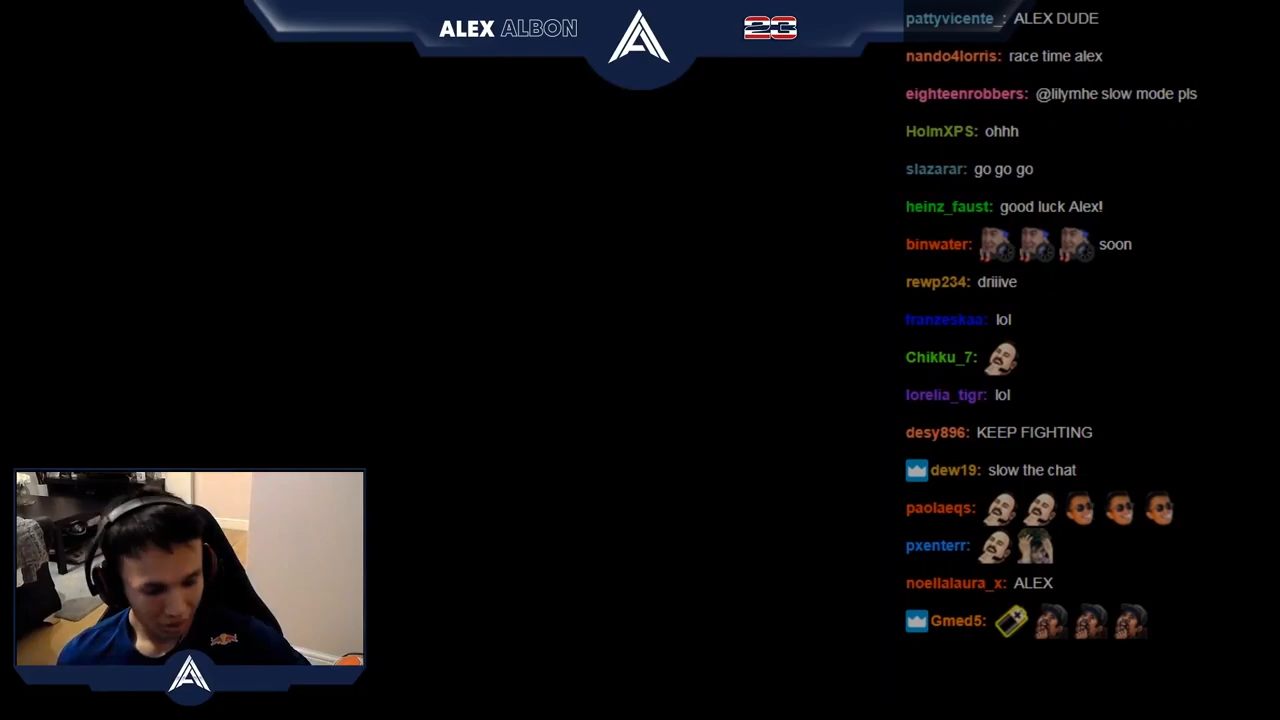 ALEX ALBON
23
pattyvicente_: ALEX DUDE
nando4lorris: race time alex
eighteenrobbers: @lilymhe slow mode pls
HolmXPS: ohhh
slazarar: go go go
heinz_faust: good luck Alex!
binwater: soon
rewp234: driiive
franzeskaa: lol
Chikku_7:
lorelia_tigr: lol
desy896: KEEP FIGHTING
dew19: slow the chat
paolaeqs:
pxenterr:
noellalaura_x: ALEX
Gmed5: